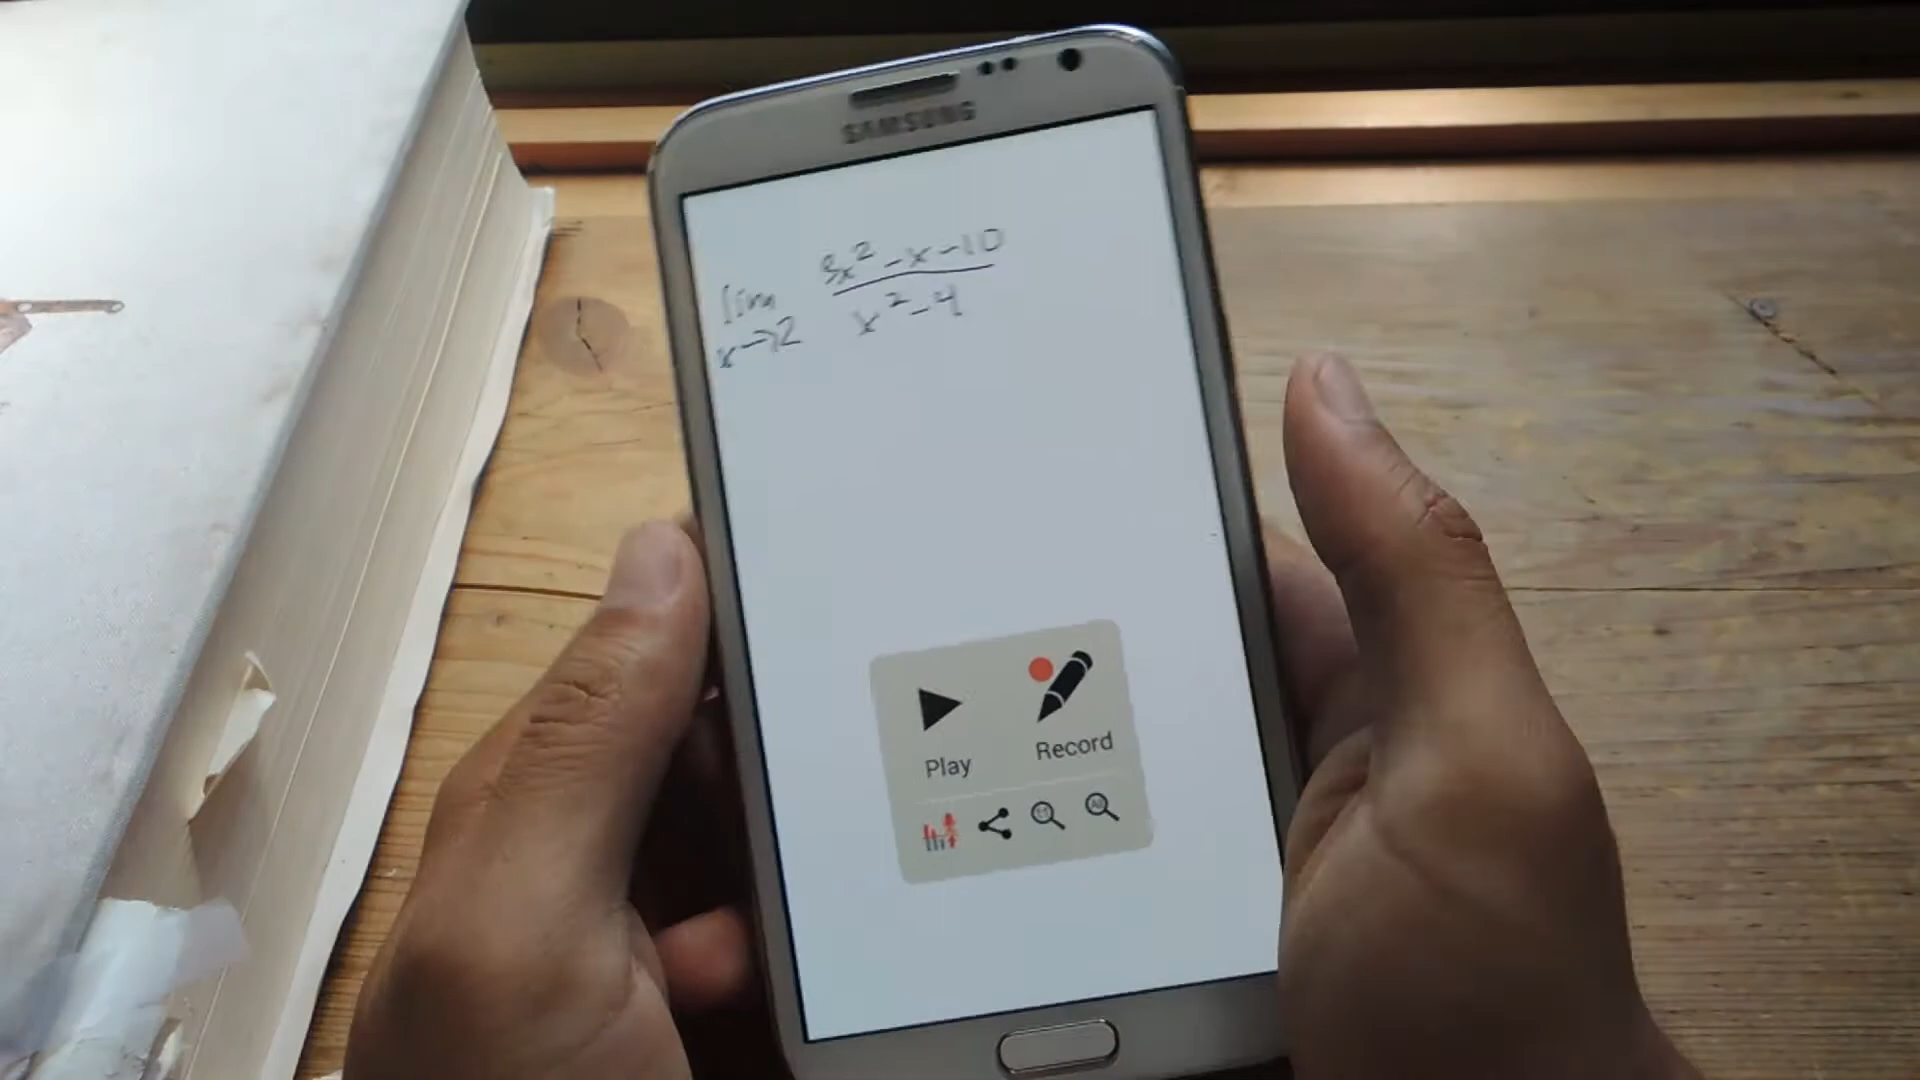 SAMSUNG
lim 3x² - x - 10
x→2 x² - 4
Play Record